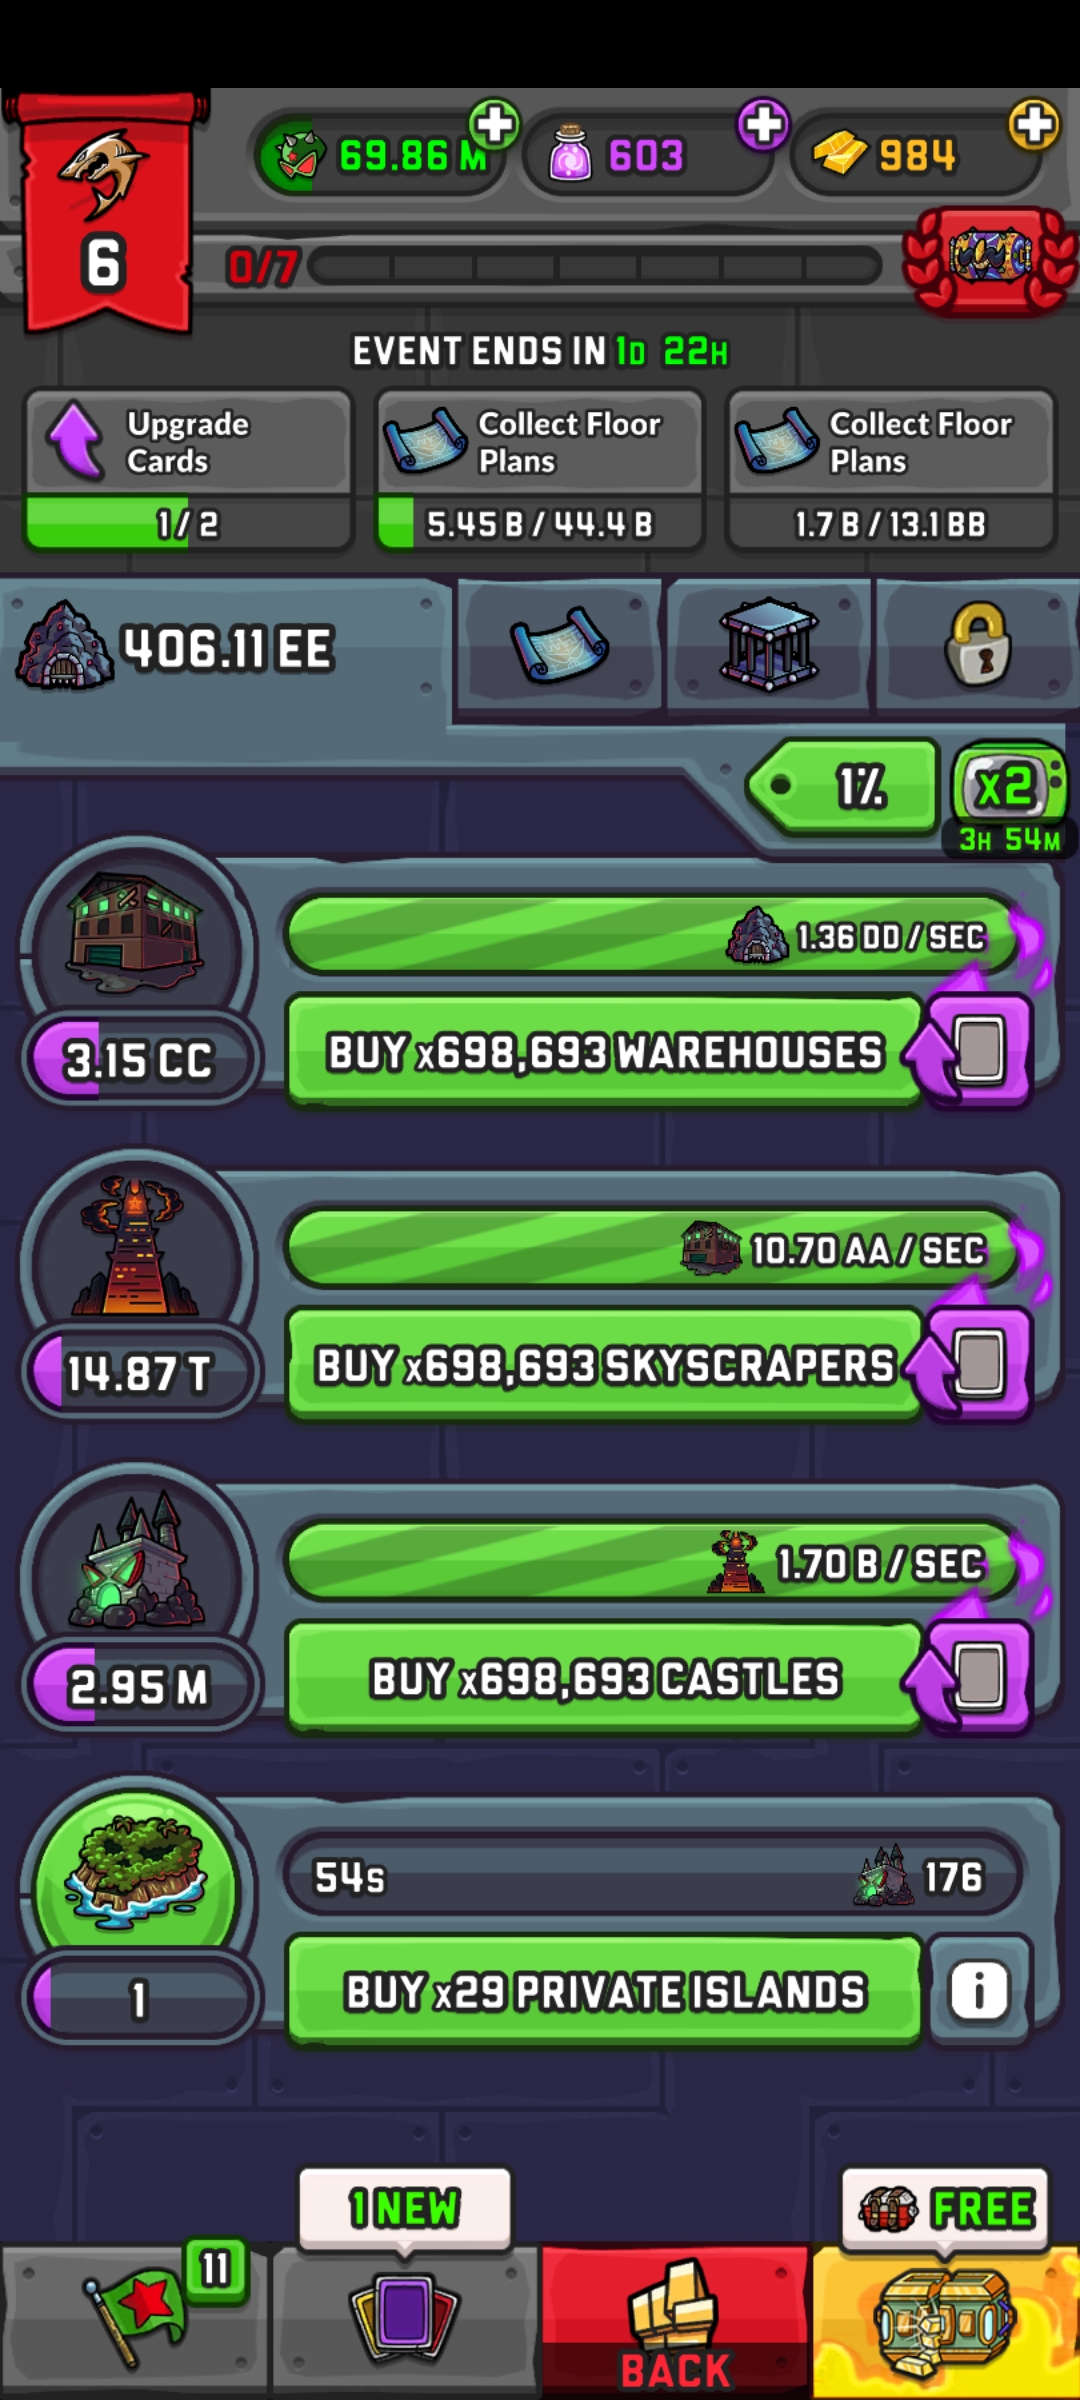 69.86 M
603
984
6
0/7
EVENT ENDS IN 1D 22H
Upgrade Cards
1 / 2
Collect Floor Plans
5.45 B / 44.4 B
Collect Floor Plans
1.7 B / 13.1 BB
406.11 EE
1%
x2
3H 54M
1.36 DD / SEC
3.15 CC
BUY x698,693 WAREHOUSES
10.70 AA / SEC
14.87 T
BUY x698,693 SKYSCRAPERS
1.70 B / SEC
2.95 M
BUY x698,693 CASTLES
54s
176
1
BUY x29 PRIVATE ISLANDS
i
1 NEW
FREE
11
BACK